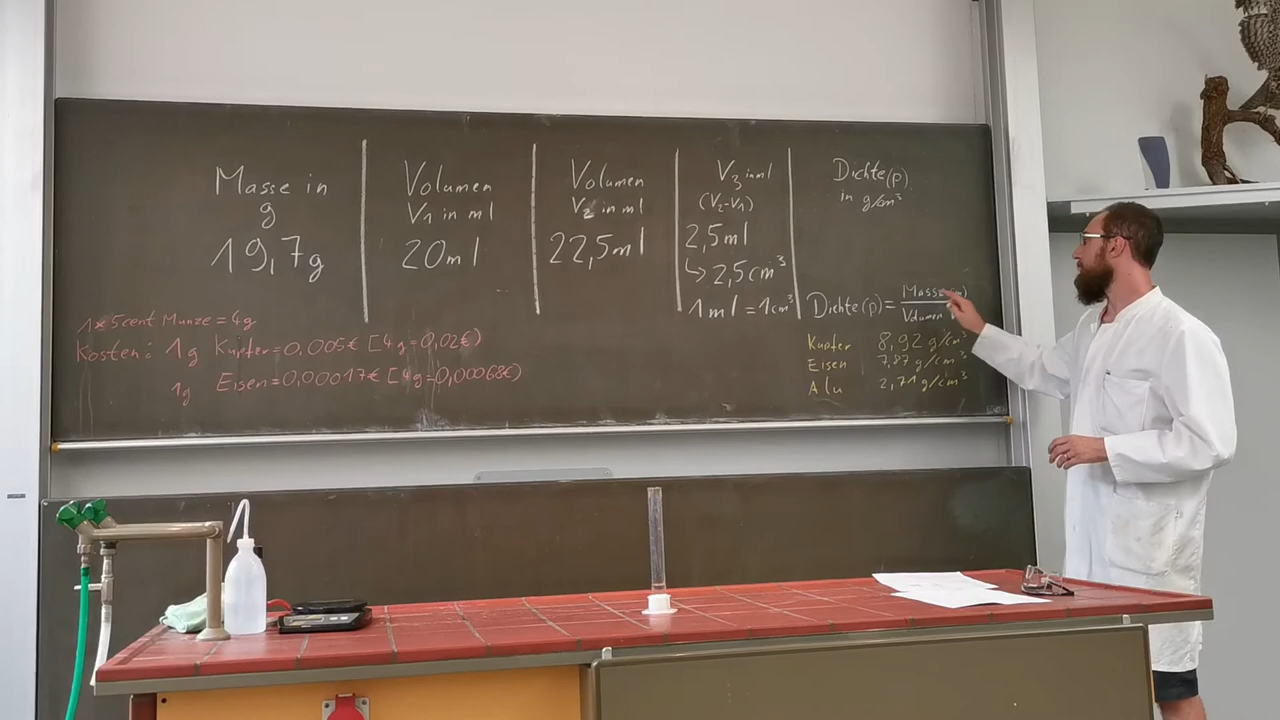 Masse in
g
19,7g
Volumen
V1 in ml
20ml
Volumen
V2 in ml
22,5ml
V3 in ml
(V2-V1)
2,5ml
↳ 2,5cm³
1ml = 1cm³
Dichte(p)
in g/cm³
Dichte(p) = Masse
Volumen
Kupfer 8,92 g/cm³
Eisen 7,87 g/cm³
Alu 2,71 g/cm³
1x 5cent Münze = 4g
Kosten: 1g Kupfer = 0,005€ [4g = 0,02€)
1g Eisen = 0,00017€ [4g = 0,00068€)